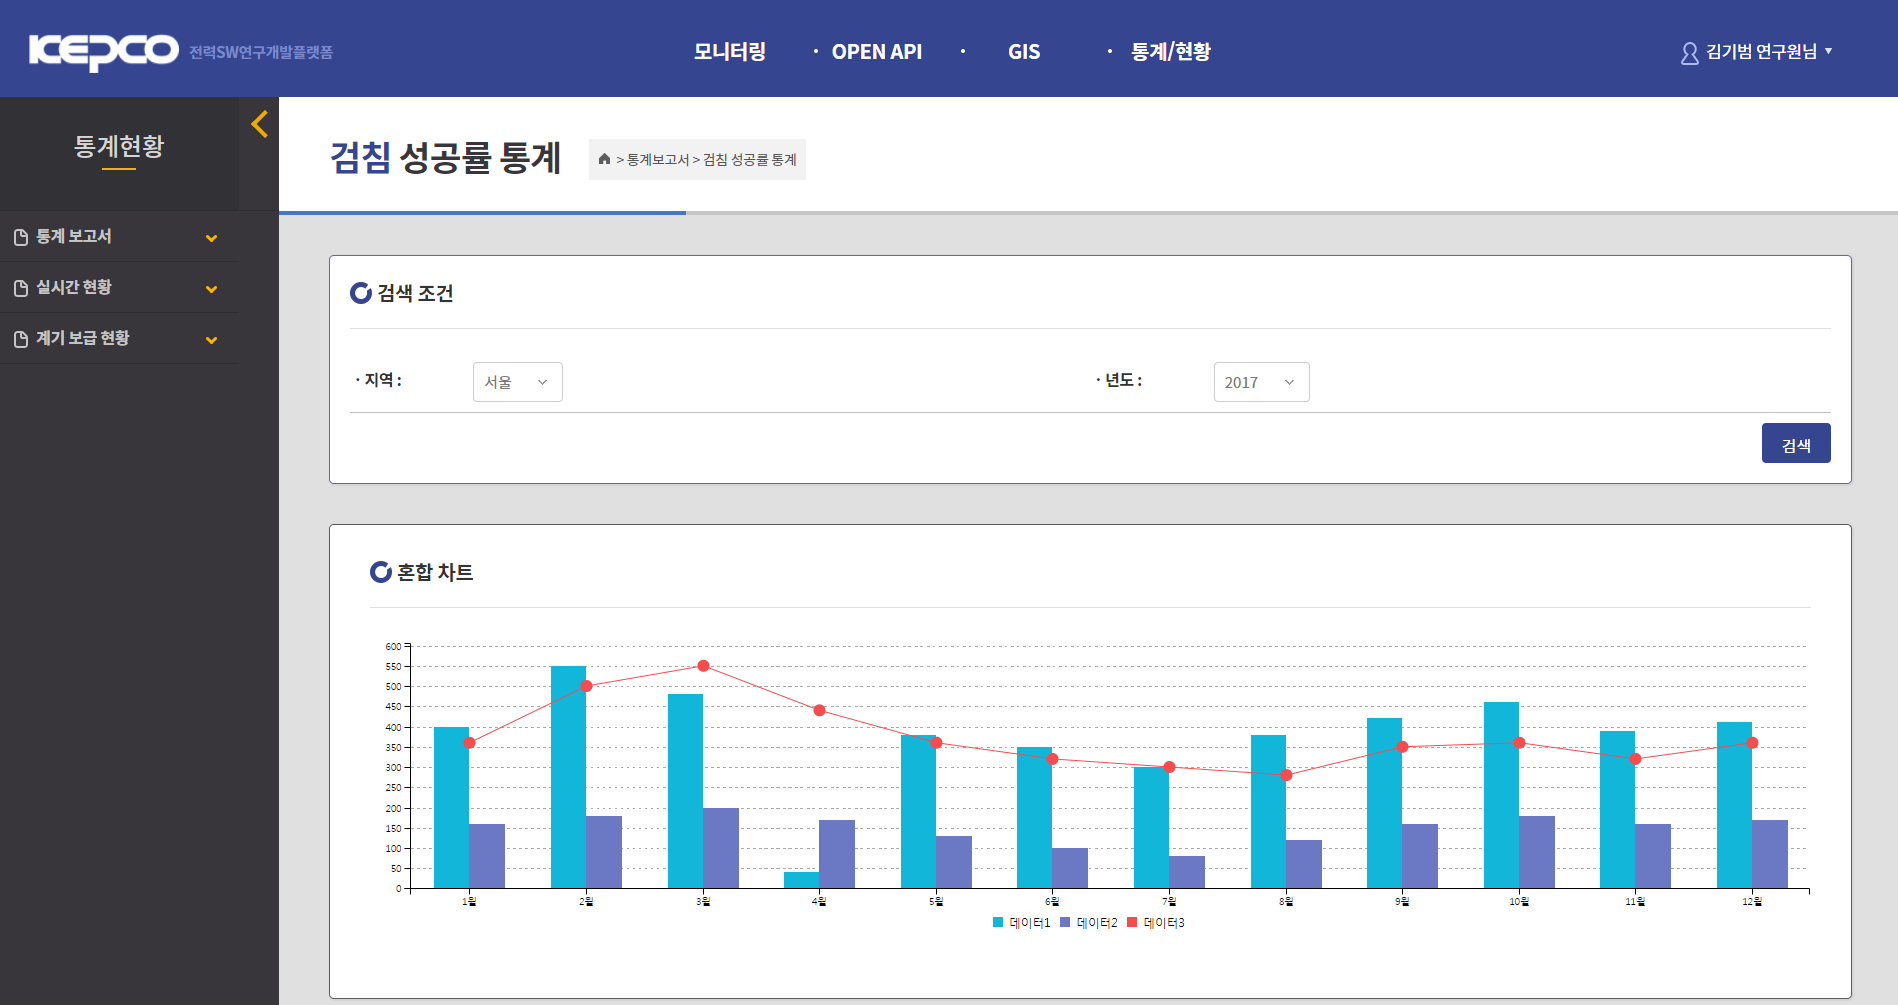 KEPCO 전력SW연구개발플랫폼
모니터링 · OPEN API · GIS · 통계/현황
김기범 연구원님 ▼
통계현황
통계 보고서
실시간 현황
계기 보급 현황
검침 성공률 통계
> 통계보고서 > 검침 성공률 통계
검색 조건
· 지역 : 서울
· 년도 : 2017
검색
혼합 차트
600
550
500
450
400
350
300
250
200
150
100
50
0
1월 2월 3월 4월 5월 6월 7월 8월 9월 10월 11월 12월
데이터1 데이터2 데이터3